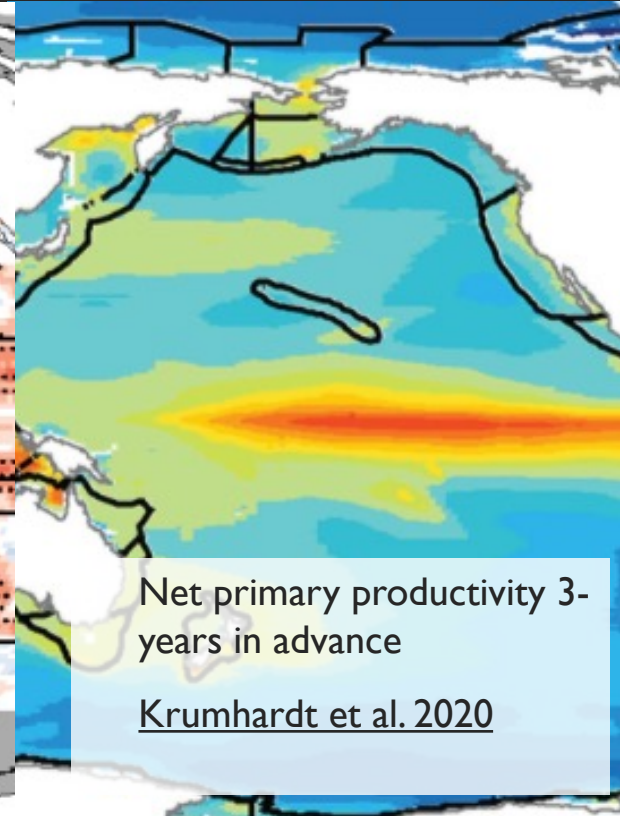 Net primary productivity 3-
years in advance
Krumhardt et al. 2020